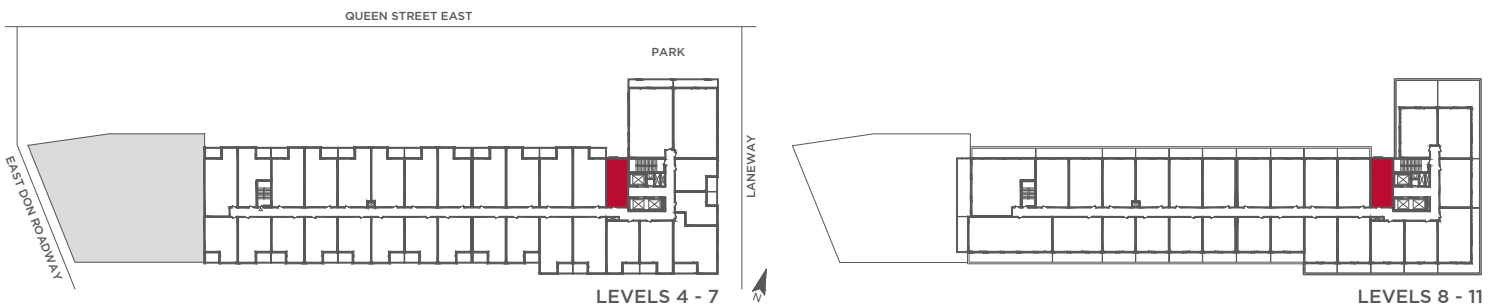 QUEEN STREET EAST
PARK
LANEWAY
EAST DON ROADWAY
N
LEVELS 4 - 7
LEVELS 8 - 11